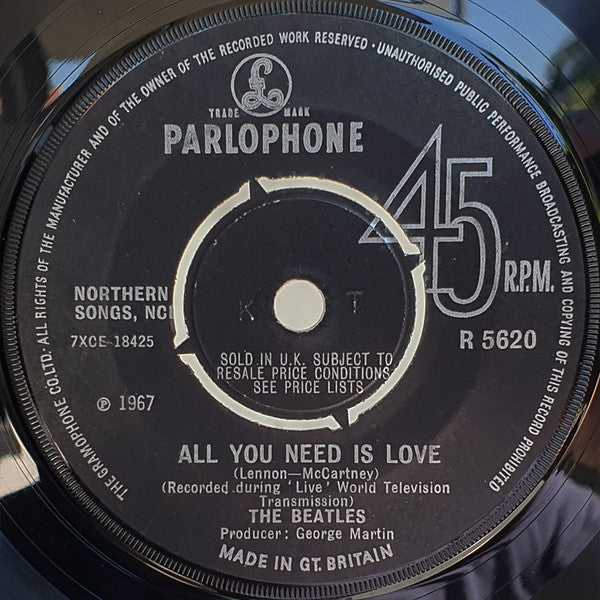 THE GRAMOPHONE CO.LTD. ALL RIGHTS OF THE MANUFACTURER AND OF THE OWNER OF THE RECORDED WORK RESERVED · UNAUTHORISED PUBLIC PERFORMANCE BROADCASTING AND COPYING OF THIS RECORD PROHIBITED
£
TRADE MARK
PARLOPHONE
45
R.P.M.
NORTHERN
SONGS, NCB
K T
7XCE-18425
R 5620
SOLD IN U.K. SUBJECT TO
RESALE PRICE CONDITIONS,
SEE PRICE LISTS
℗ 1967
ALL YOU NEED IS LOVE
(Lennon—McCartney)
(Recorded during 'Live' World Television
Transmission)
THE BEATLES
Producer: George Martin
MADE IN GT. BRITAIN